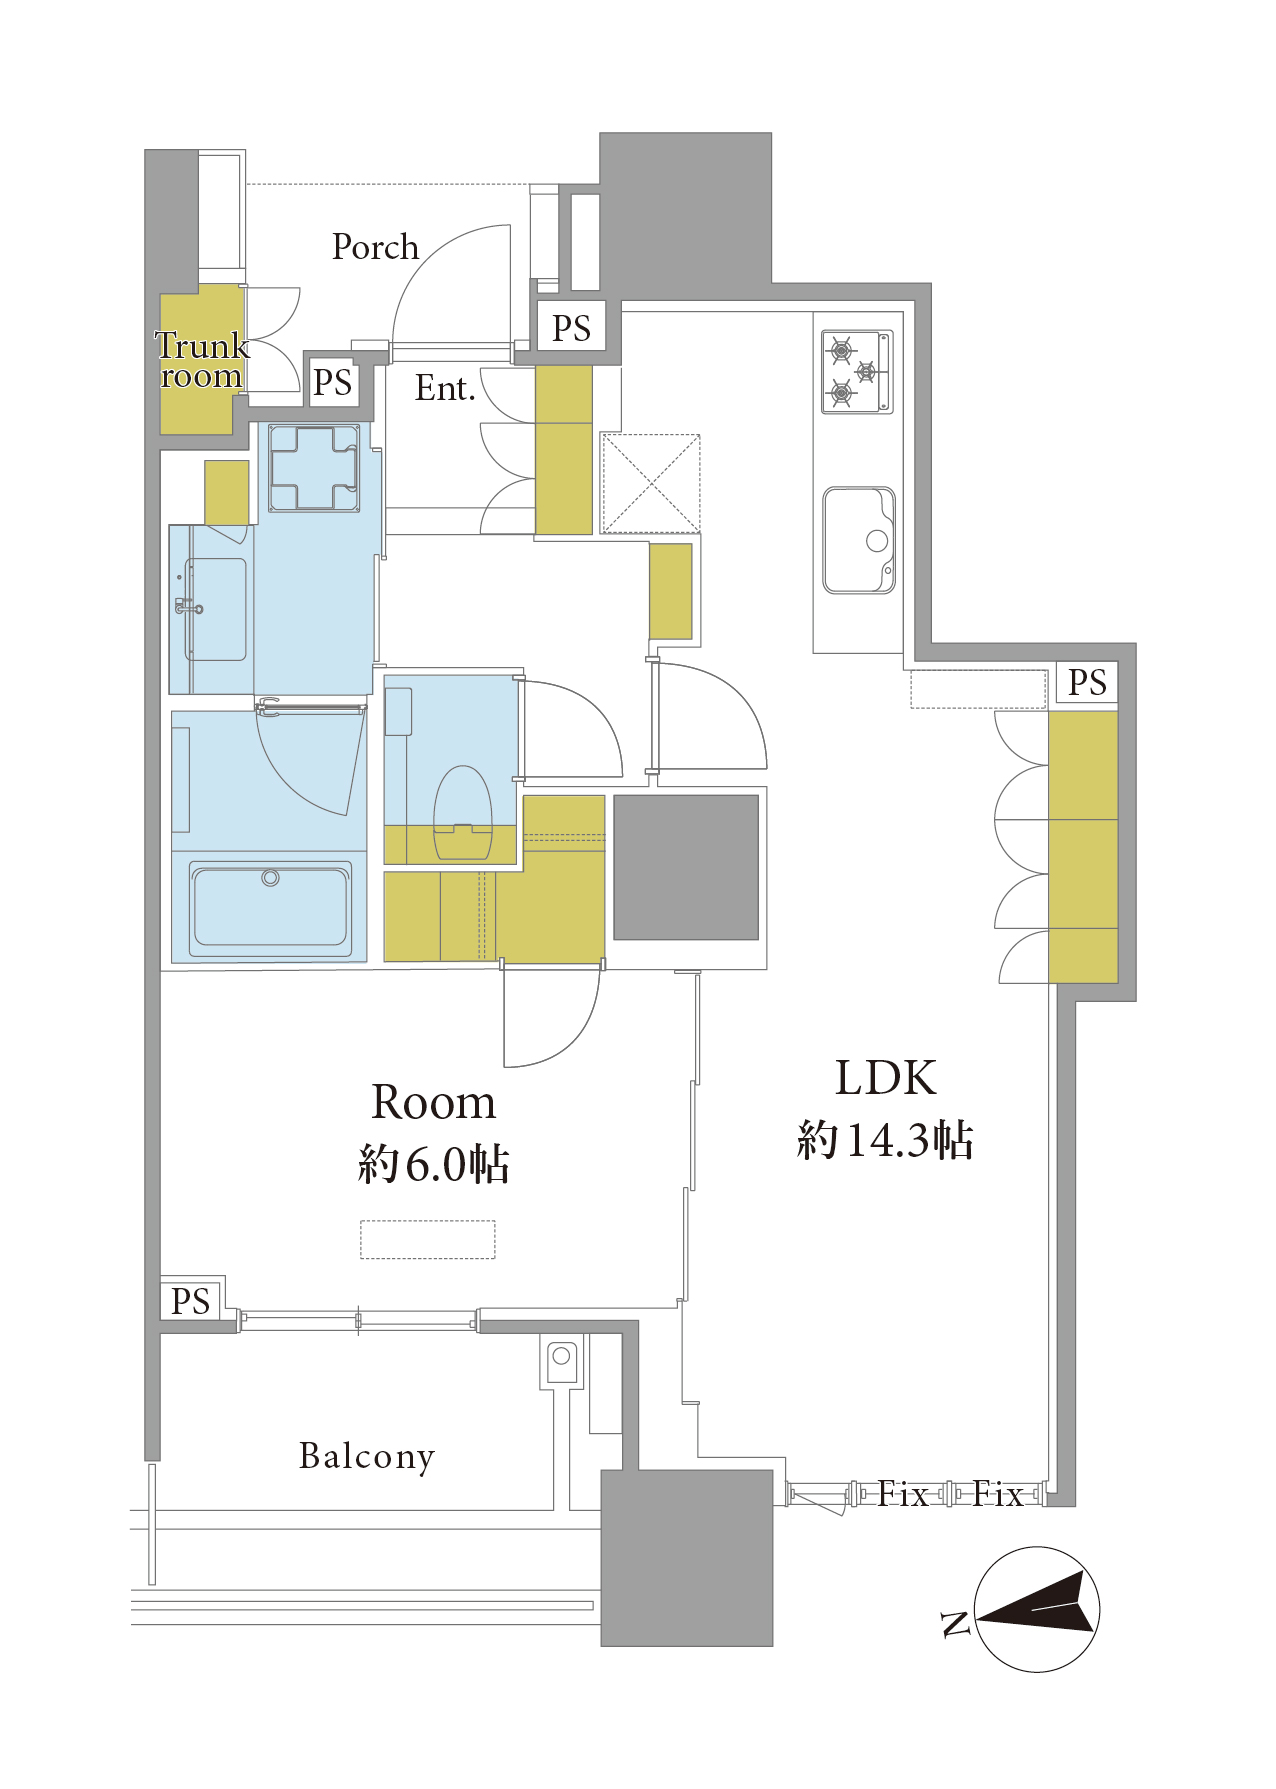 Porch
PS
Trunk
room
PS
Ent.
PS
LDK
約14.3帖
Room
約6.0帖
PS
Balcony
Fix
Fix
N